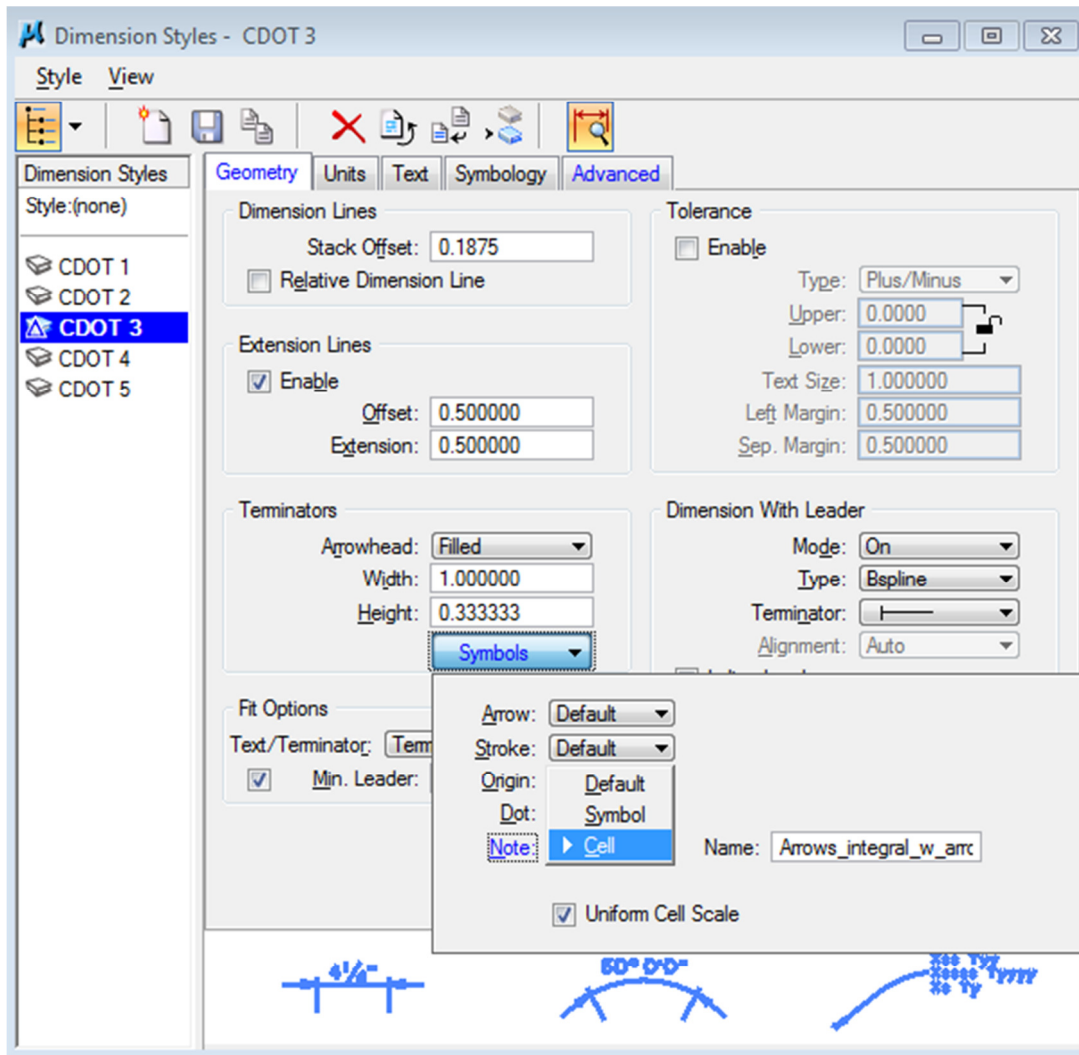 Dimension Styles - CDOT 3
Style View
Dimension Styles
Style:(none)
CDOT 1
CDOT 2
CDOT 3
CDOT 4
CDOT 5
Geometry Units Text Symbology Advanced
Dimension Lines
Stack Offset: 0.1875
Relative Dimension Line
Extension Lines
Enable
Offset: 0.500000
Extension: 0.500000
Terminators
Arrowhead: Filled
Width: 1.000000
Height: 0.333333
Symbols
Fit Options
Text/Terminator: Term
Min. Leader:
Tolerance
Enable
Type: Plus/Minus
Upper: 0.0000
Lower: 0.0000
Text Size: 1.000000
Left Margin: 0.500000
Sep. Margin: 0.500000
Dimension With Leader
Mode: On
Type: Bspline
Terminator:
Alignment: Auto
Arrow: Default
Stroke: Default
Origin: Default
Dot: Symbol
Note: Cell Name: Arrows_integral_w_arrc
Uniform Cell Scale
4¼"